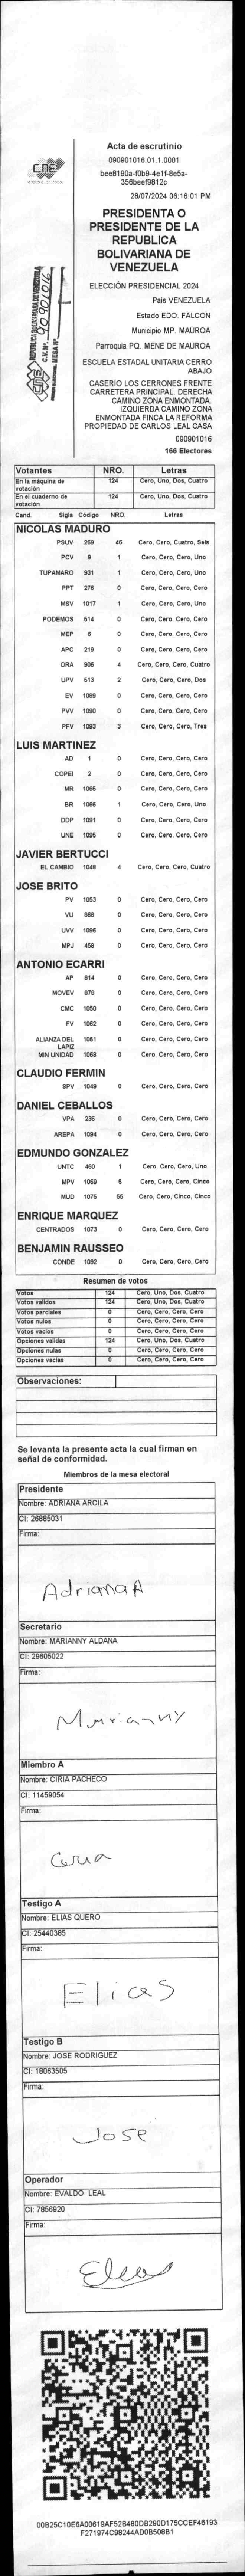 CNE
Acta de escrutinio
090901016.01.1.0001
bee8190a-f0b9-4e1f-8e5a-
356beef9812c
28/07/2024 06:16:01 PM
PRESIDENTA O
PRESIDENTE DE LA
REPUBLICA
BOLIVARIANA DE
VENEZUELA
ELECCIÓN PRESIDENCIAL 2024
País VENEZUELA
Estado EDO. FALCON
Municipio MP. MAUROA
Parroquia PQ. MENE DE MAUROA
ESCUELA ESTADAL UNITARIA CERRO
ABAJO
CASERIO LOS CERRONES FRENTE
CARRETERA PRINCIPAL. DERECHA
CAMINO ZONA ENMONTADA.
IZQUIERDA CAMINO ZONA
ENMONTADA FINCA LA REFORMA
PROPIEDAD DE CARLOS LEAL CASA
090901016
166 Electores
REPUBLICA BOLIVARIANA DE VENEZUELA
C.V. Nº. 90901016
MESA Nº
Votantes NRO. Letras
En la máquina de votación 124 Cero, Uno, Dos, Cuatro
En el cuaderno de votación 124 Cero, Uno, Dos, Cuatro
Cand. Sigla Código NRO. Letras
NICOLAS MADURO
PSUV 269 46 Cero, Cero, Cuatro, Seis
PCV 9 1 Cero, Cero, Cero, Uno
TUPAMARO 931 1 Cero, Cero, Cero, Uno
PPT 276 0 Cero, Cero, Cero, Cero
MSV 1017 1 Cero, Cero, Cero, Uno
PODEMOS 514 0 Cero, Cero, Cero, Cero
MEP 6 0 Cero, Cero, Cero, Cero
APC 219 0 Cero, Cero, Cero, Cero
ORA 906 4 Cero, Cero, Cero, Cuatro
UPV 513 2 Cero, Cero, Cero, Dos
EV 1089 0 Cero, Cero, Cero, Cero
PVV 1090 0 Cero, Cero, Cero, Cero
PFV 1093 3 Cero, Cero, Cero, Tres
LUIS MARTINEZ
AD 1 0 Cero, Cero, Cero, Cero
COPEI 2 0 Cero, Cero, Cero, Cero
MR 1065 0 Cero, Cero, Cero, Cero
BR 1066 1 Cero, Cero, Cero, Uno
DDP 1091 0 Cero, Cero, Cero, Cero
UNE 1095 0 Cero, Cero, Cero, Cero
JAVIER BERTUCCI
EL CAMBIO 1048 4 Cero, Cero, Cero, Cuatro
JOSE BRITO
PV 1053 0 Cero, Cero, Cero, Cero
VU 968 0 Cero, Cero, Cero, Cero
UVV 1096 0 Cero, Cero, Cero, Cero
MPJ 458 0 Cero, Cero, Cero, Cero
ANTONIO ECARRI
AP 914 0 Cero, Cero, Cero, Cero
MOVEV 979 0 Cero, Cero, Cero, Cero
CMC 1050 0 Cero, Cero, Cero, Cero
FV 1062 0 Cero, Cero, Cero, Cero
ALIANZA DEL LAPIZ 1061 0 Cero, Cero, Cero, Cero
MIN UNIDAD 1068 0 Cero, Cero, Cero, Cero
CLAUDIO FERMIN
SPV 1049 0 Cero, Cero, Cero, Cero
DANIEL CEBALLOS
VPA 236 0 Cero, Cero, Cero, Cero
AREPA 1094 0 Cero, Cero, Cero, Cero
EDMUNDO GONZALEZ
UNTC 460 1 Cero, Cero, Cero, Uno
MPV 1069 5 Cero, Cero, Cero, Cinco
MUD 1075 55 Cero, Cero, Cinco, Cinco
ENRIQUE MARQUEZ
CENTRADOS 1073 0 Cero, Cero, Cero, Cero
BENJAMIN RAUSSEO
CONDE 1092 0 Cero, Cero, Cero, Cero
Resumen de votos
Votos 124 Cero, Uno, Dos, Cuatro
Votos validos 124 Cero, Uno, Dos, Cuatro
Votos parciales 0 Cero, Cero, Cero, Cero
Votos nulos 0 Cero, Cero, Cero, Cero
Votos vacios 0 Cero, Cero, Cero, Cero
Opciones validas 124 Cero, Uno, Dos, Cuatro
Opciones nulas 0 Cero, Cero, Cero, Cero
Opciones vacias 0 Cero, Cero, Cero, Cero
Observaciones:
Se levanta la presente acta la cual firman en
señal de conformidad.
Miembros de la mesa electoral
Presidente
Nombre: ADRIANA ARCILA
CI: 26885031
Firma:
Adriana A
Secretario
Nombre: MARIANNY ALDANA
CI: 29605022
Firma:
Marianny
Miembro A
Nombre: CIRIA PACHECO
CI: 11459054
Firma:
Testigo A
Nombre: ELIAS QUERO
CI: 25440385
Firma:
Elias
Testigo B
Nombre: JOSE RODRIGUEZ
CI: 18063505
Firma:
Jose
Operador
Nombre: EVALDO LEAL
CI: 7856920
Firma:
00B25C10E6A00619AF52B480DB290D175CCEF46193
F271974C98244AD0B508B1